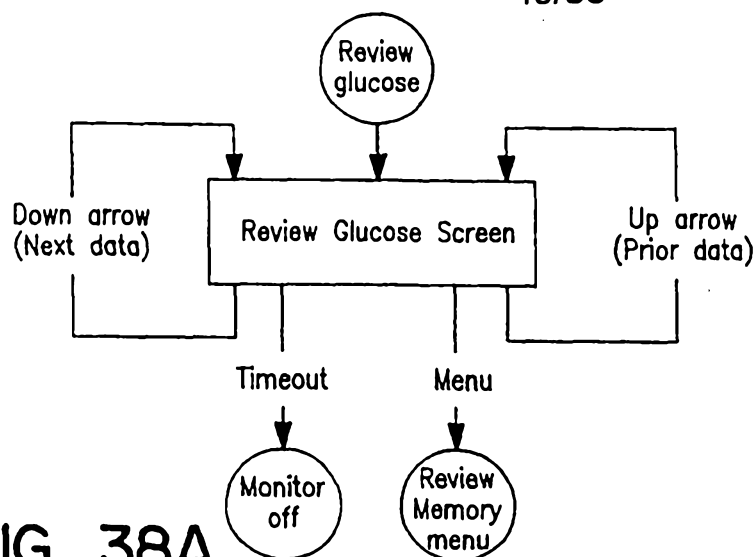 Review
glucose
Down arrow
(Next data)
Review Glucose Screen
Up arrow
(Prior data)
Timeout
Menu
Monitor
off
Review
Memory
menu
38A